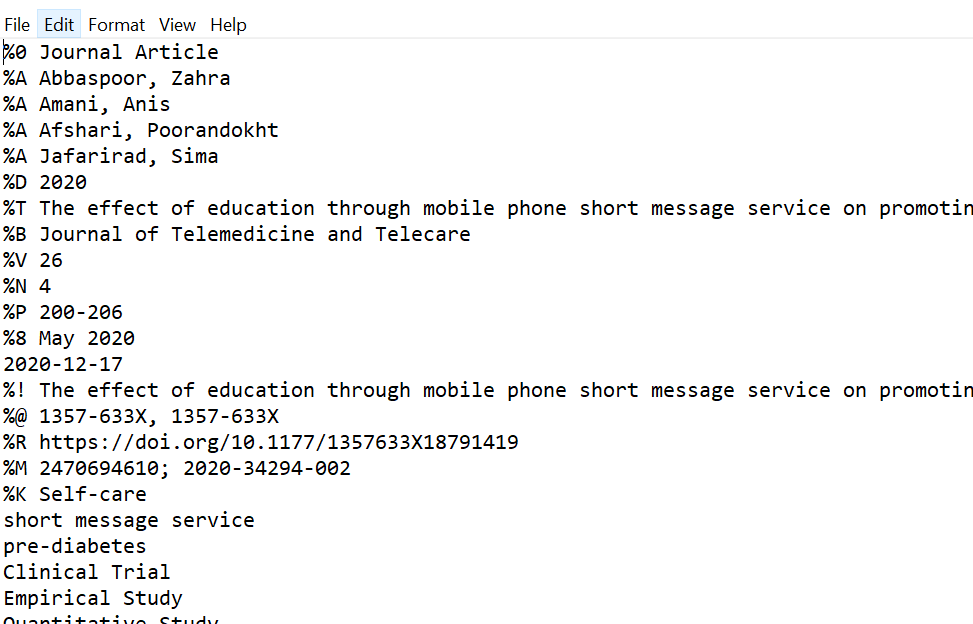 File Edit Format View Help
%0 Journal Article
%A Abbaspoor, Zahra
%A Amani, Anis
%A Afshari, Poorandokht
%A Jafarirad, Sima
%D 2020
%T The effect of education through mobile phone short message service on promotin
%B Journal of Telemedicine and Telecare
%V 26
%N 4
%P 200-206
%8 May 2020
2020-12-17
%! The effect of education through mobile phone short message service on promotin
%@ 1357-633X, 1357-633X
%R https://doi.org/10.1177/1357633X18791419
%M 2470694610; 2020-34294-002
%K Self-care
short message service
pre-diabetes
Clinical Trial
Empirical Study
Quantitative Study